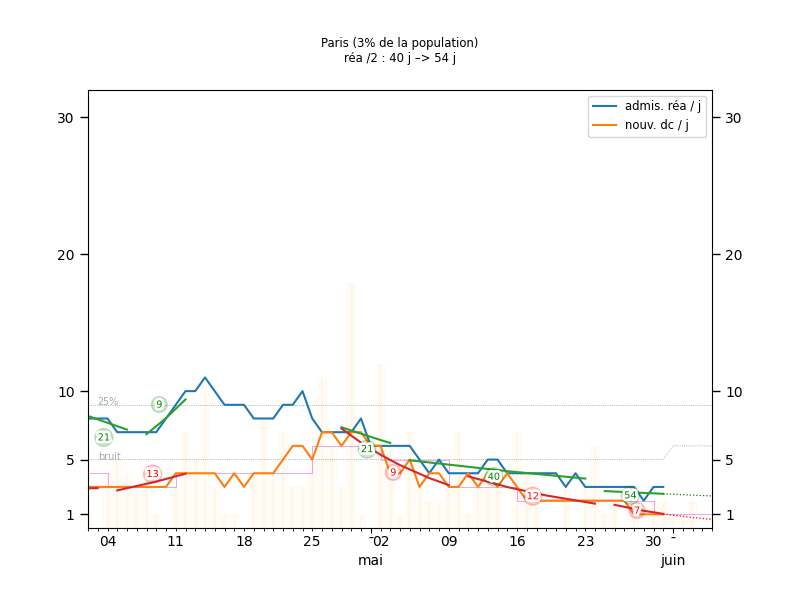 Paris (3% de la population)
réa /2 : 40 j –> 54 j
admis. réa / j
nouv. dc / j
30 30
20 20
10 10
5 5
1 1
25%
bruit
21
13
9
21
9
40
12
54
7
04 11 18 25 02 09 16 23 30
mai juin